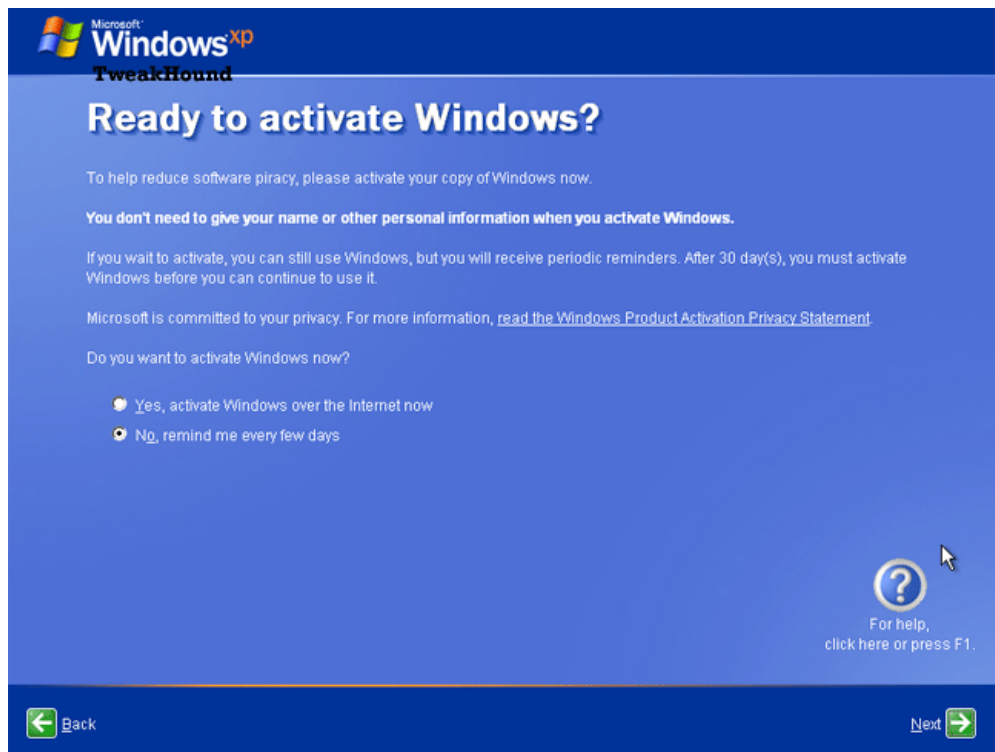 Microsoft
Windows xp
TweakHound
Ready to activate Windows?
To help reduce software piracy, please activate your copy of Windows now.
You don't need to give your name or other personal information when you activate Windows.
If you wait to activate, you can still use Windows, but you will receive periodic reminders. After 30 day(s), you must activate
Windows before you can continue to use it.
Microsoft is committed to your privacy. For more information, read the Windows Product Activation Privacy Statement.
Do you want to activate Windows now?
Yes, activate Windows over the Internet now
No, remind me every few days
For help,
click here or press F1.
Back
Next